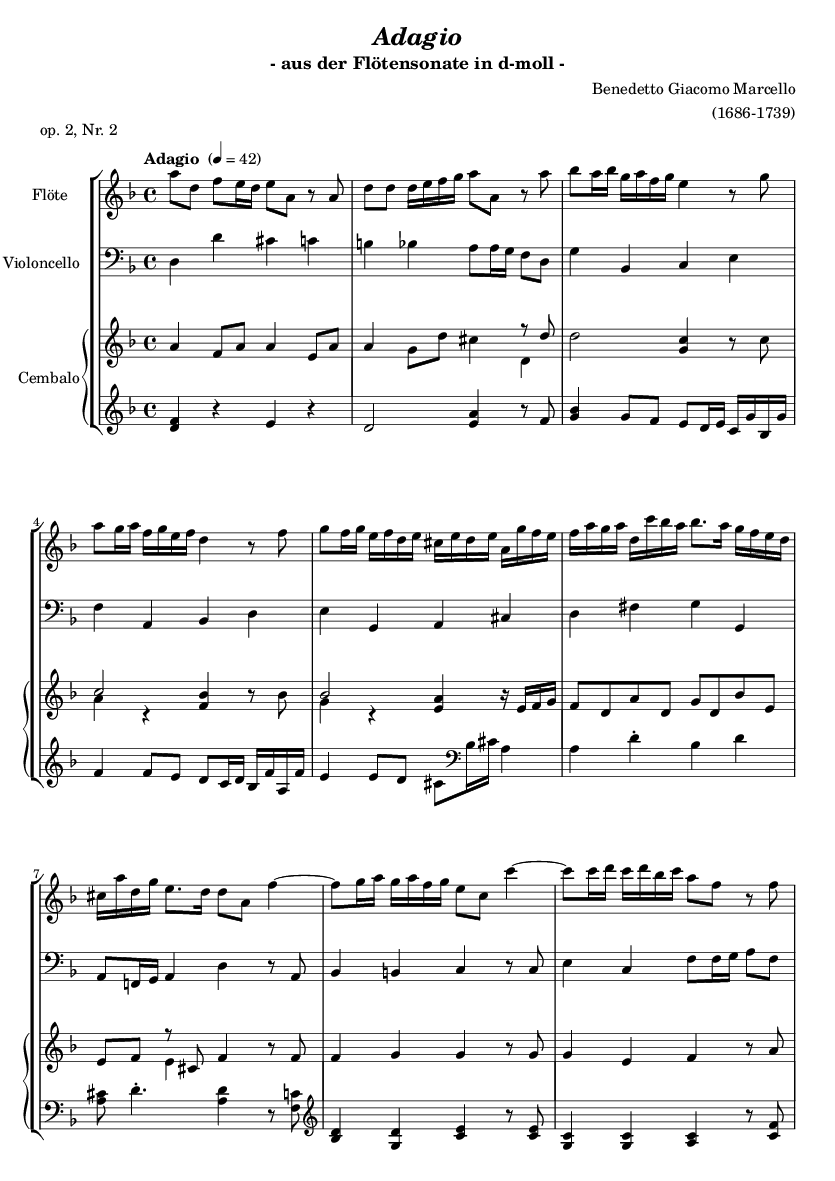 Adagio
- aus der Flötensonate in d-moll -
Benedetto Giacomo Marcello
(1686-1739)
op. 2, Nr. 2
Adagio (♩ = 42)
Flöte
Violoncello
Cembalo
4
7